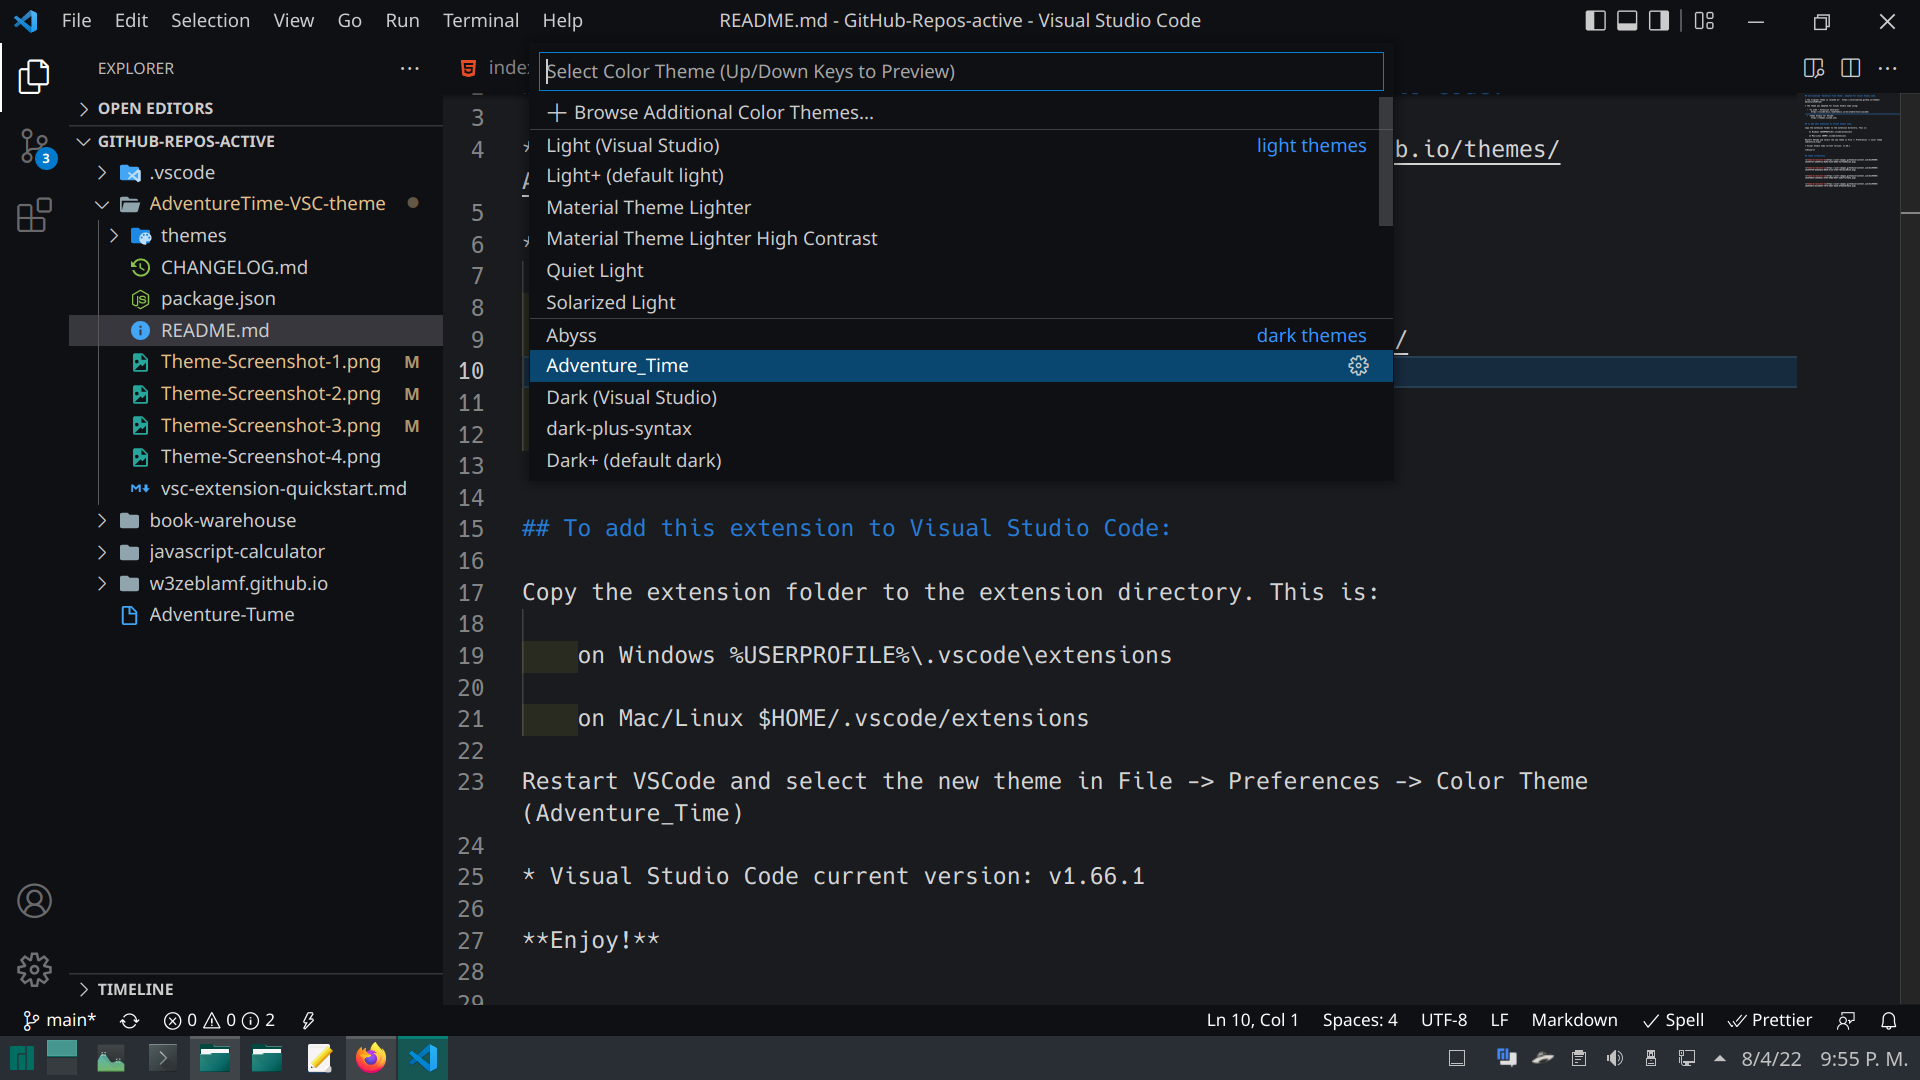 File Edit Selection View Go Run Terminal Help
README.md - GitHub-Repos-active - Visual Studio Code
EXPLORER
OPEN EDITORS
GITHUB-REPOS-ACTIVE
.vscode
AdventureTime-VSC-theme
themes
CHANGELOG.md
package.json
README.md
Theme-Screenshot-1.png M
Theme-Screenshot-2.png M
Theme-Screenshot-3.png M
Theme-Screenshot-4.png
vsc-extension-quickstart.md
book-warehouse
javascript-calculator
w3zeblamf.github.io
Adventure-Tume
TIMELINE
3
Select Color Theme (Up/Down Keys to Preview)
Browse Additional Color Themes...
Light (Visual Studio) light themes
Light+ (default light)
Material Theme Lighter
Material Theme Lighter High Contrast
Quiet Light
Solarized Light
Abyss dark themes
Adventure_Time
Dark (Visual Studio)
dark-plus-syntax
Dark+ (default dark)
3
4 * b.io/themes/
5
6 *
7
8
9 /
10
11
12
13
14
15 ## To add this extension to Visual Studio Code:
16
17 Copy the extension folder to the extension directory. This is:
18
19 on Windows %USERPROFILE%\.vscode\extensions
20
21 on Mac/Linux $HOME/.vscode/extensions
22
23 Restart VSCode and select the new theme in File -> Preferences -> Color Theme
(Adventure_Time)
24
25 * Visual Studio Code current version: v1.66.1
26
27 **Enjoy!**
28
29
main* 0 0 2
Ln 10, Col 1 Spaces: 4 UTF-8 LF Markdown Spell Prettier
8/4/22 9:55 P. M.